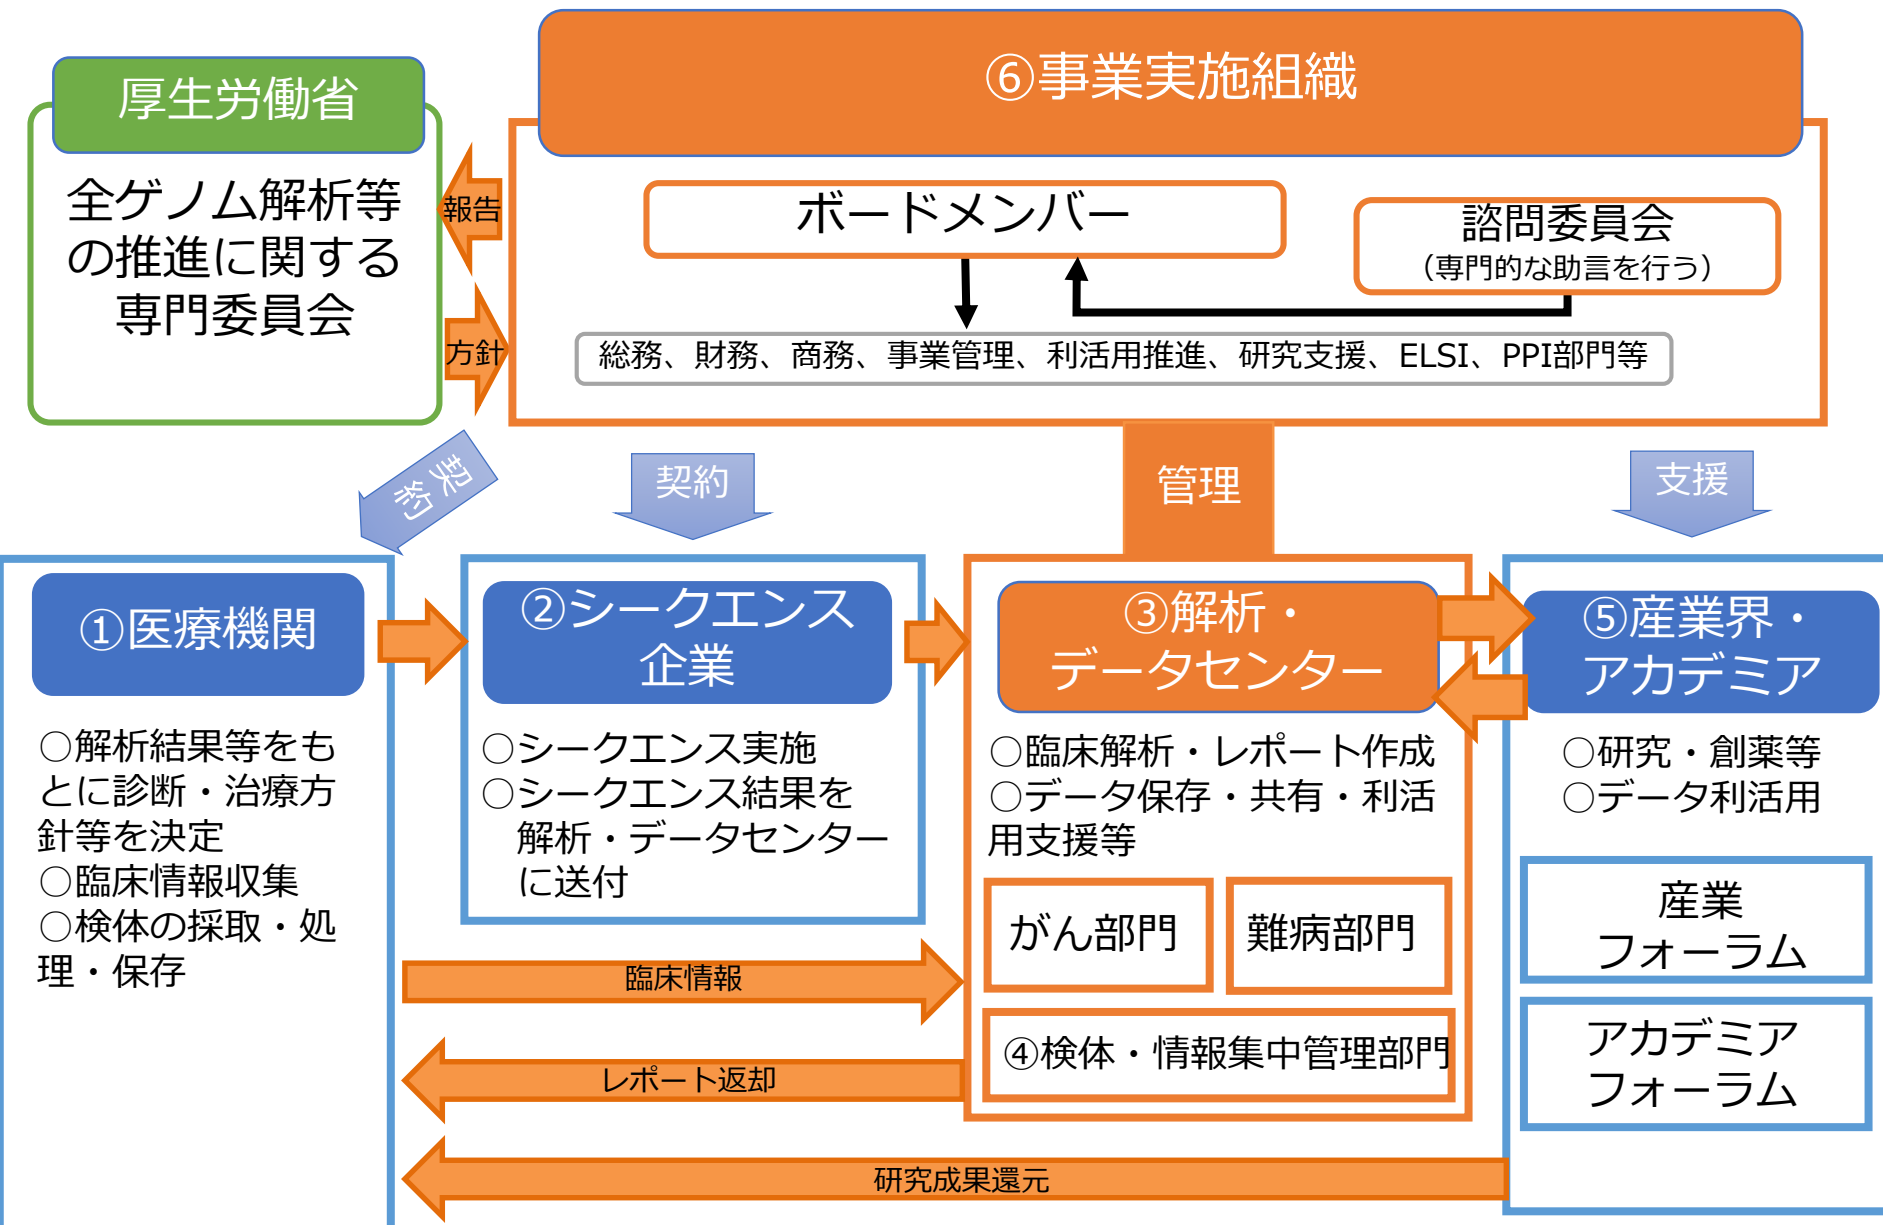 ⑥事業実施組織
厚生労働省
全ゲノム解析等
の推進に関する
専門委員会
報告
方針
ボードメンバー
諮問委員会
（専門的な助言を行う）
総務、財務、商務、事業管理、利活用推進、研究支援、ELSI、PPI部門等
契約
契約
管理
支援
①医療機関
○解析結果等をも
とに診断・治療方
針等を決定
○臨床情報収集
○検体の採取・処
理・保存
②シークエンス
企業
○シークエンス実施
○シークエンス結果を
解析・データセンター
に送付
③解析・
データセンター
○臨床解析・レポート作成
○データ保存・共有・利活
用支援等
がん部門
難病部門
④検体・情報集中管理部門
⑤産業界・
アカデミア
○研究・創薬等
○データ利活用
産業
フォーラム
アカデミア
フォーラム
臨床情報
レポート返却
研究成果還元